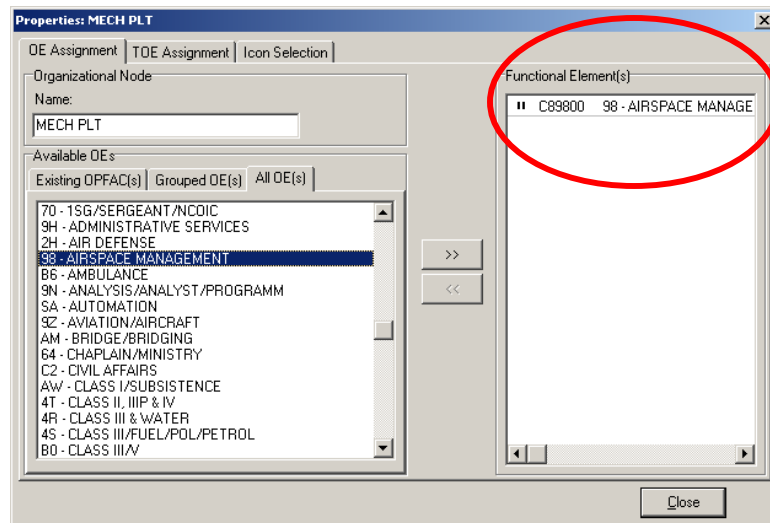 Properties: MECH PLT
OE Assignment TOE Assignment Icon Selection
Organizational Node
Name:
MECH PLT
Available OEs
Existing OPFAC(s) Grouped OE(s) All OE(s)
70 - 1SG/SERGEANT/NCOIC
9H - ADMINISTRATIVE SERVICES
2H - AIR DEFENSE
98 - AIRSPACE MANAGEMENT
B6 - AMBULANCE
9N - ANALYSIS/ANALYST/PROGRAMM
SA - AUTOMATION
9Z - AVIATION/AIRCRAFT
AM - BRIDGE/BRIDGING
64 - CHAPLAIN/MINISTRY
C2 - CIVIL AFFAIRS
AW - CLASS I/SUBSISTENCE
4T - CLASS II, IIIP & IV
4R - CLASS III & WATER
4S - CLASS III/FUEL/POL/PETROL
B0 - CLASS III/V
>>
<<
Functional Element(s)
C89800 98 - AIRSPACE MANAGE
Close